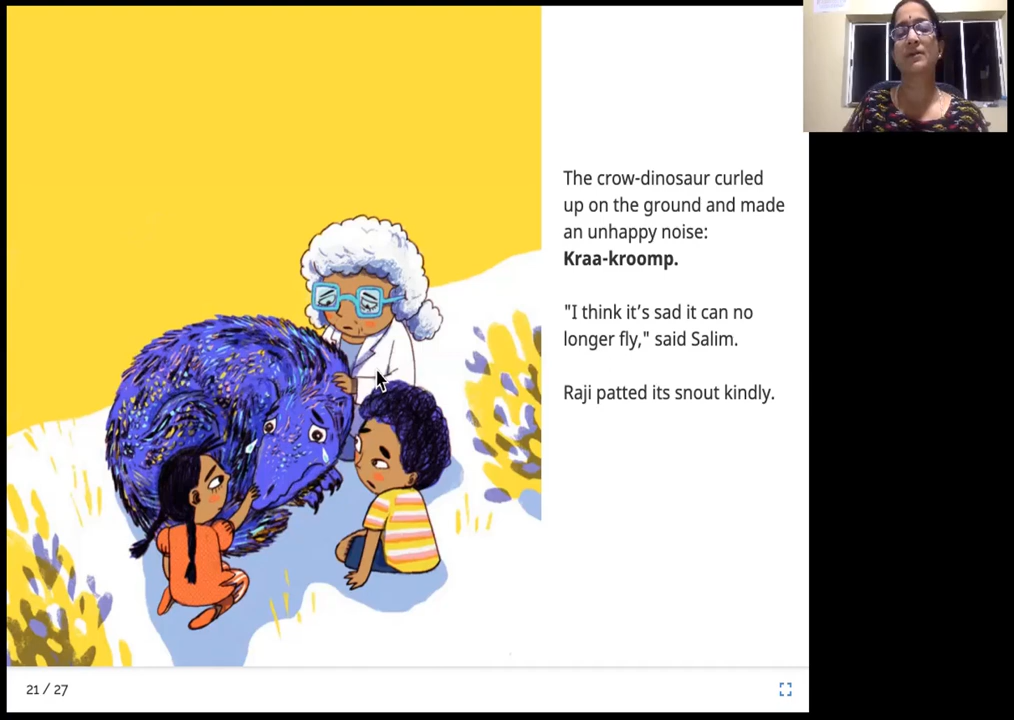 The crow-dinosaur curled
up on the ground and made
an unhappy noise:
Kraa-kroomp.
"I think it’s sad it can no
longer fly," said Salim.
Raji patted its snout kindly.
21 / 27